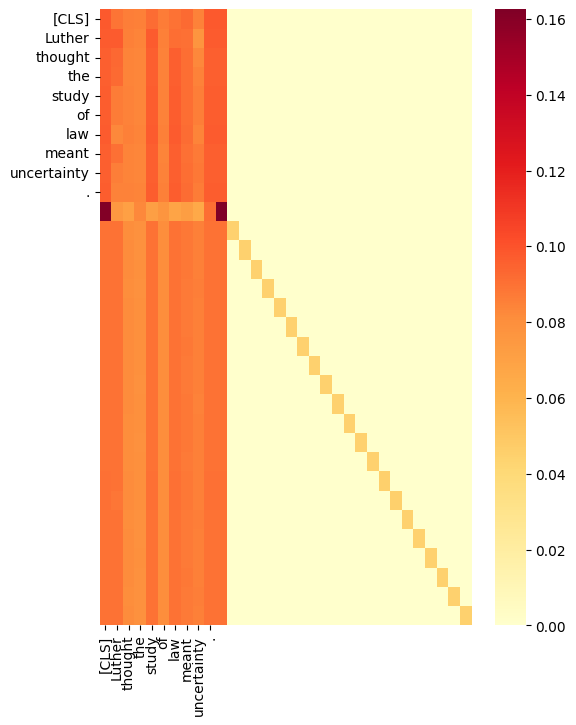 [CLS]
Luther
thought
the
study
of
law
meant
uncertainty
.
[CLS]
Luther
thought
the
study
of
law
meant
uncertainty
.
0.16
0.14
0.12
0.10
0.08
0.06
0.04
0.02
0.00